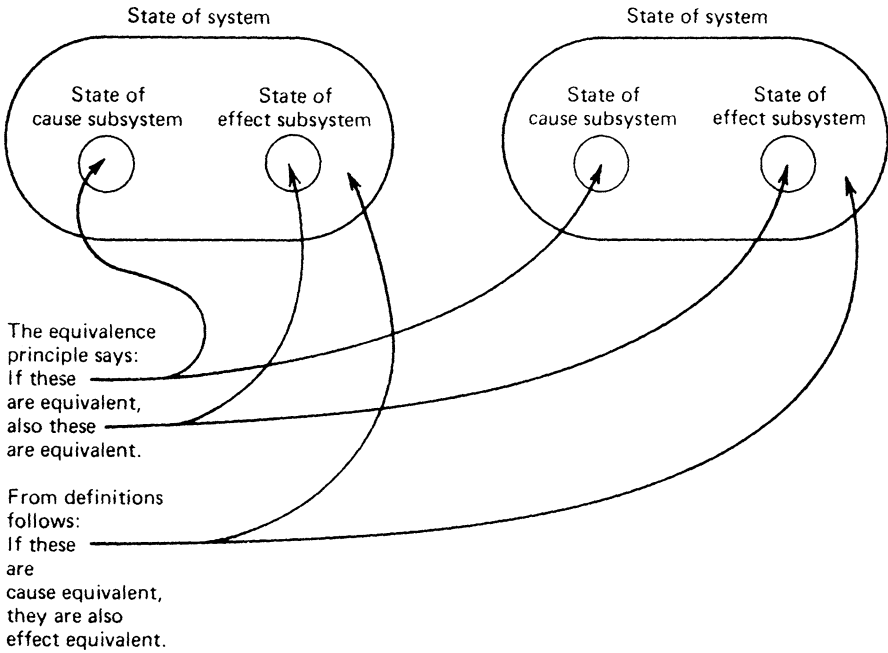 State of system
State of
cause subsystem
State of
effect subsystem
State of system
State of
cause subsystem
State of
effect subsystem
The equivalence
principle says:
If these
are equivalent,
also these
are equivalent.
From definitions
follows:
If these
are
cause equivalent,
they are also
effect equivalent.